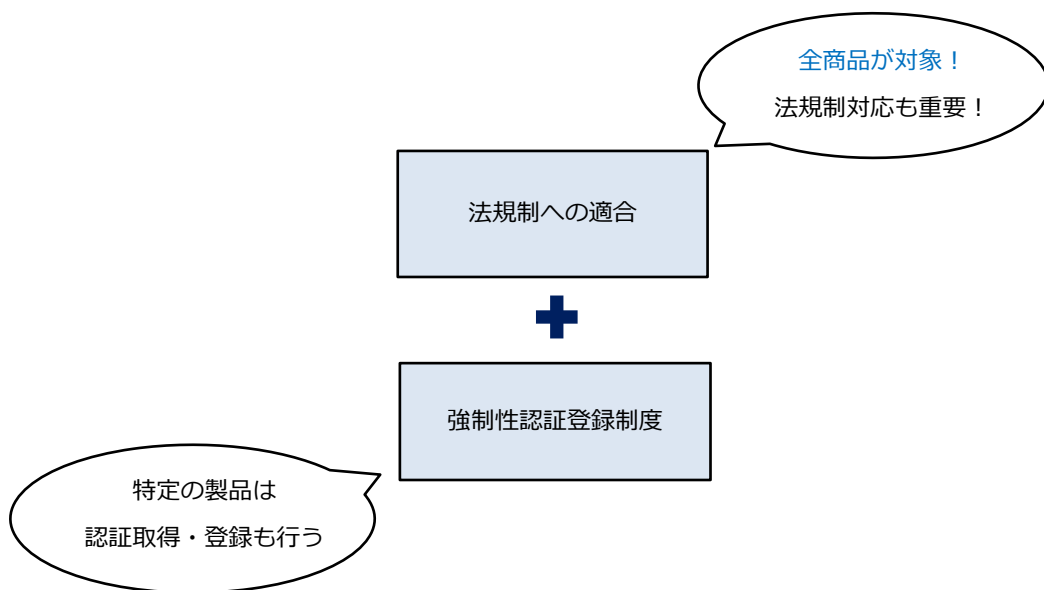 全商品が対象！
法規制対応も重要！
法規制への適合
強制性認証登録制度
特定の製品は
認証取得・登録も行う